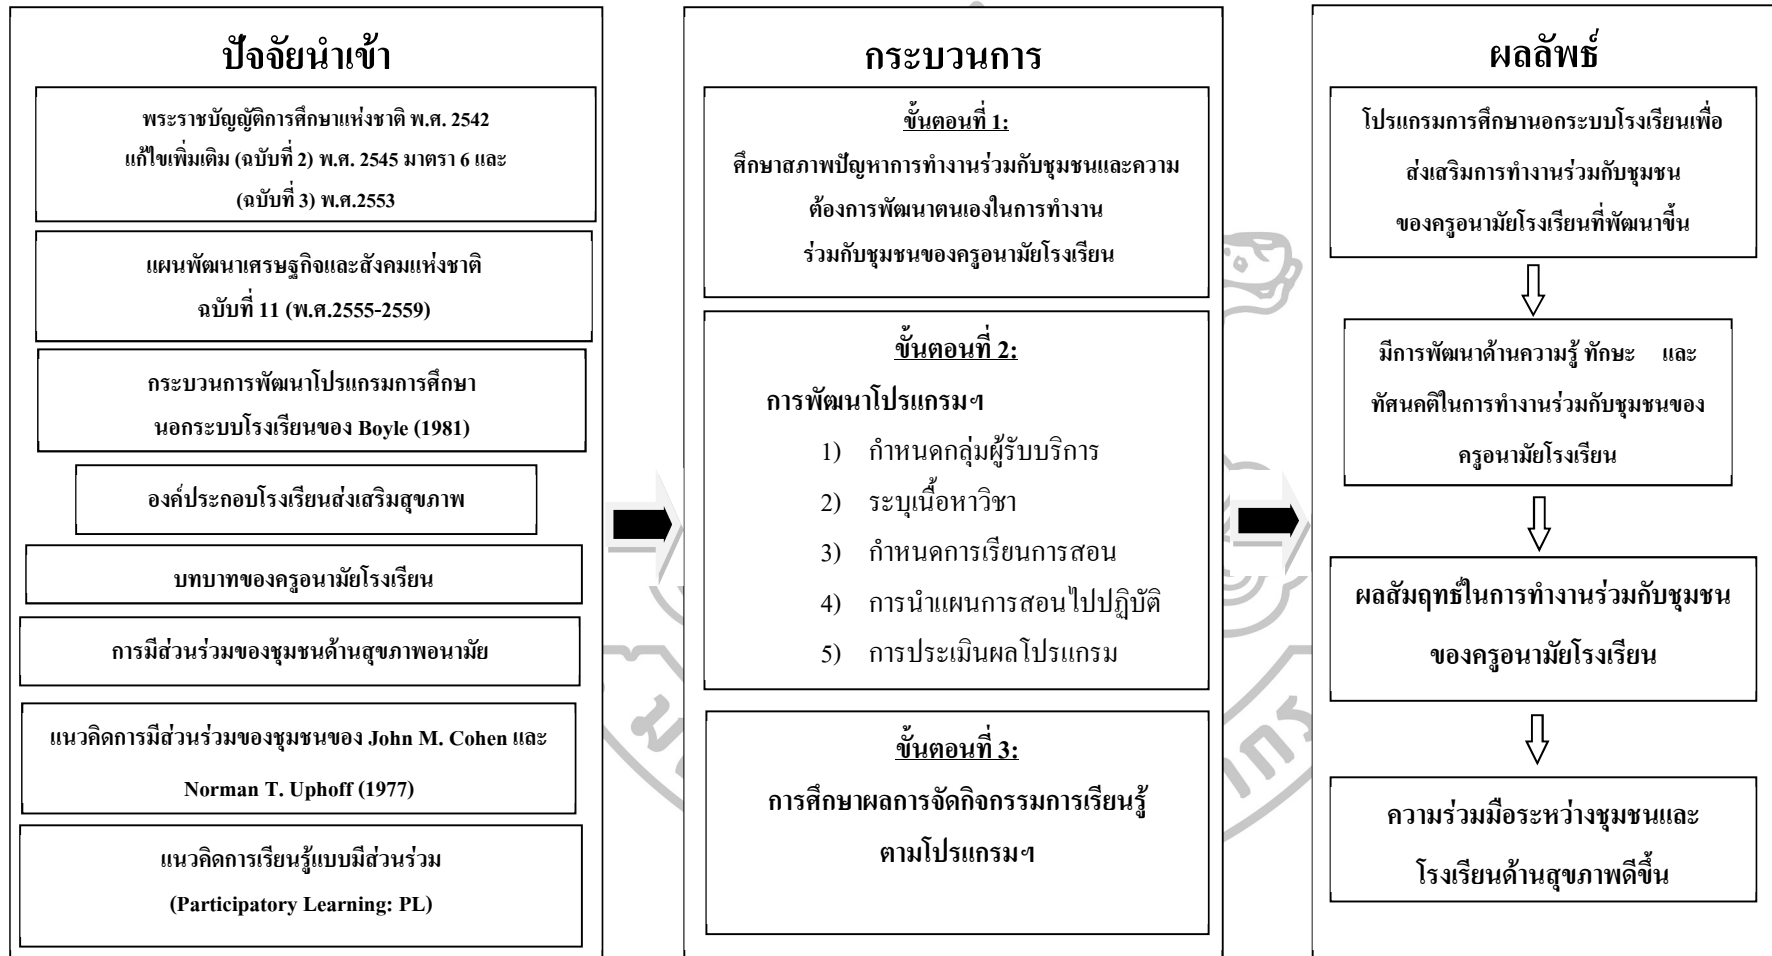 ปัจจัยนำเข้า
พระราชบัญญัติการศึกษาแห่งชาติ พ.ศ. 2542
แก้ไขเพิ่มเติม (ฉบับที่ 2) พ.ศ. 2545 มาตรา 6 และ
(ฉบับที่ 3) พ.ศ.2553
แผนพัฒนาเศรษฐกิจและสังคมแห่งชาติ
ฉบับที่ 11 (พ.ศ.2555-2559)
กระบวนการพัฒนาโปรแกรมการศึกษา
นอกระบบโรงเรียนของ Boyle (1981)
องค์ประกอบโรงเรียนส่งเสริมสุขภาพ
บทบาทของครูอนามัยโรงเรียน
การมีส่วนร่วมของชุมชนด้านสุขภาพอนามัย
แนวคิดการมีส่วนร่วมของชุมชนของ John M. Cohen และ
Norman T. Uphoff (1977)
แนวคิดการเรียนรู้แบบมีส่วนร่วม
(Participatory Learning: PL)
กระบวนการ
ขั้นตอนที่ 1:
ศึกษาสภาพปัญหาการทำงานร่วมกับชุมชนและความ
ต้องการพัฒนาตนเองในการทำงาน
ร่วมกับชุมชนของครูอนามัยโรงเรียน
ขั้นตอนที่ 2:
การพัฒนาโปรแกรมฯ
1) กำหนดกลุ่มผู้รับบริการ
2) ระบุเนื้อหาวิชา
3) กำหนดการเรียนการสอน
4) การนำแผนการสอนไปปฏิบัติ
5) การประเมินผลโปรแกรม
ขั้นตอนที่ 3:
การศึกษาผลการจัดกิจกรรมการเรียนรู้
ตามโปรแกรมฯ
ผลลัพธ์
โปรแกรมการศึกษานอกระบบโรงเรียนเพื่อ
ส่งเสริมการทำงานร่วมกับชุมชน
ของครูอนามัยโรงเรียนที่พัฒนาขึ้น
มีการพัฒนาด้านความรู้ ทักษะ และ
ทัศนคติในการทำงานร่วมกับชุมชนของ
ครูอนามัยโรงเรียน
ผลสัมฤทธ์ในการทำงานร่วมกับชุมชน
ของครูอนามัยโรงเรียน
ความร่วมมือระหว่างชุมชนและ
โรงเรียนด้านสุขภาพดีขึ้น